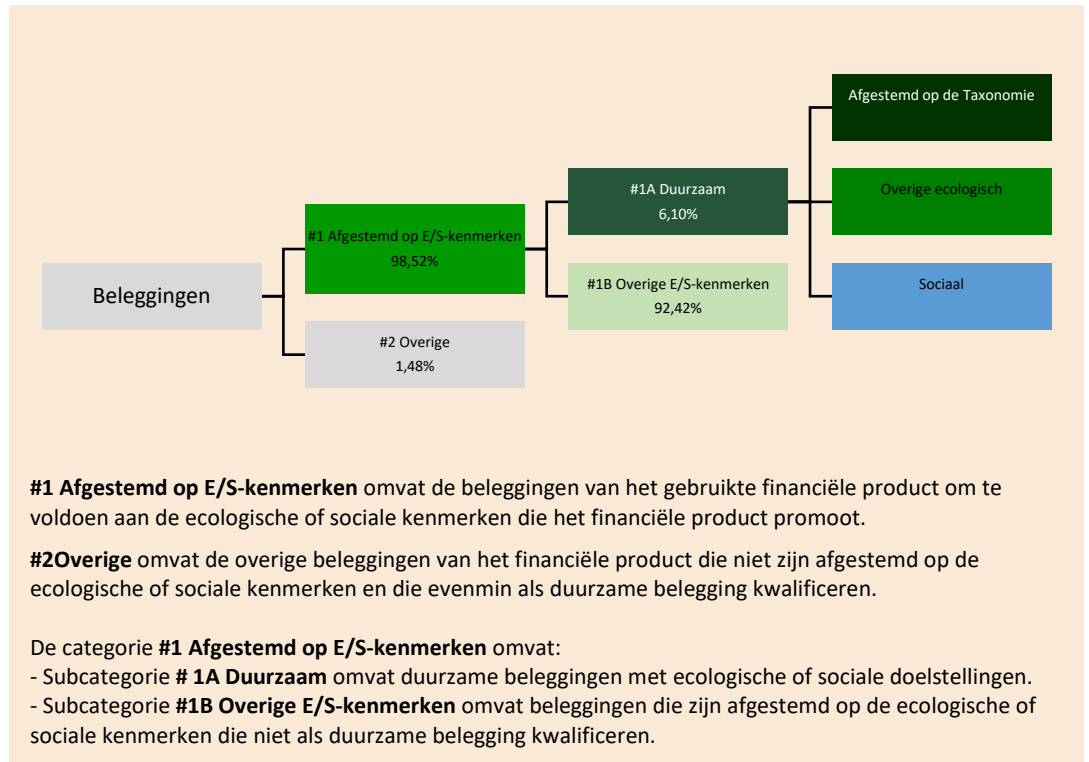 Beleggingen
#1 Afgestemd op E/S-kenmerken
98,52%
#2 Overige
1,48%
#1A Duurzaam
6,10%
#1B Overige E/S-kenmerken
92,42%
Afgestemd op de Taxonomie
Overige ecologisch
Sociaal
#1 Afgestemd op E/S-kenmerken omvat de beleggingen van het gebruikte financiële product om te
voldoen aan de ecologische of sociale kenmerken die het financiële product promoot.
#2Overige omvat de overige beleggingen van het financiële product die niet zijn afgestemd op de
ecologische of sociale kenmerken en die evenmin als duurzame belegging kwalificeren.
De categorie #1 Afgestemd op E/S-kenmerken omvat:
- Subcategorie # 1A Duurzaam omvat duurzame beleggingen met ecologische of sociale doelstellingen.
- Subcategorie #1B Overige E/S-kenmerken omvat beleggingen die zijn afgestemd op de ecologische of
sociale kenmerken die niet als duurzame belegging kwalificeren.